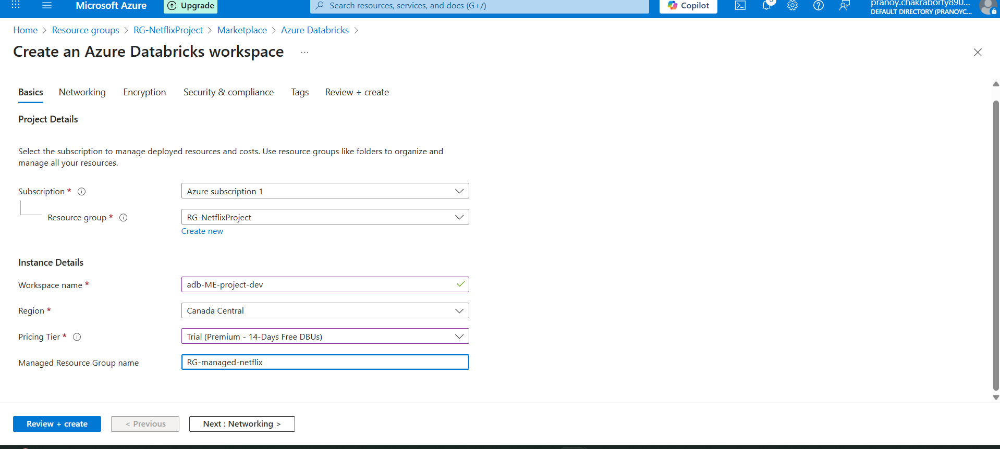 Microsoft Azure
Upgrade
Search resources, services, and docs (G+/)
Copilot
pranoy.chakraborty890...
DEFAULT DIRECTORY (PRANOYC...
Home > Resource groups > RG-NetflixProject > Marketplace > Azure Databricks >
Create an Azure Databricks workspace ...
Basics Networking Encryption Security & compliance Tags Review + create
Project Details
Select the subscription to manage deployed resources and costs. Use resource groups like folders to organize and
manage all your resources.
Subscription * Azure subscription 1
Resource group * RG-NetflixProject
Create new
Instance Details
Workspace name * adb-ME-project-dev
Region * Canada Central
Pricing Tier * Trial (Premium - 14-Days Free DBUs)
Managed Resource Group name RG-managed-netflix
Review + create < Previous Next : Networking >